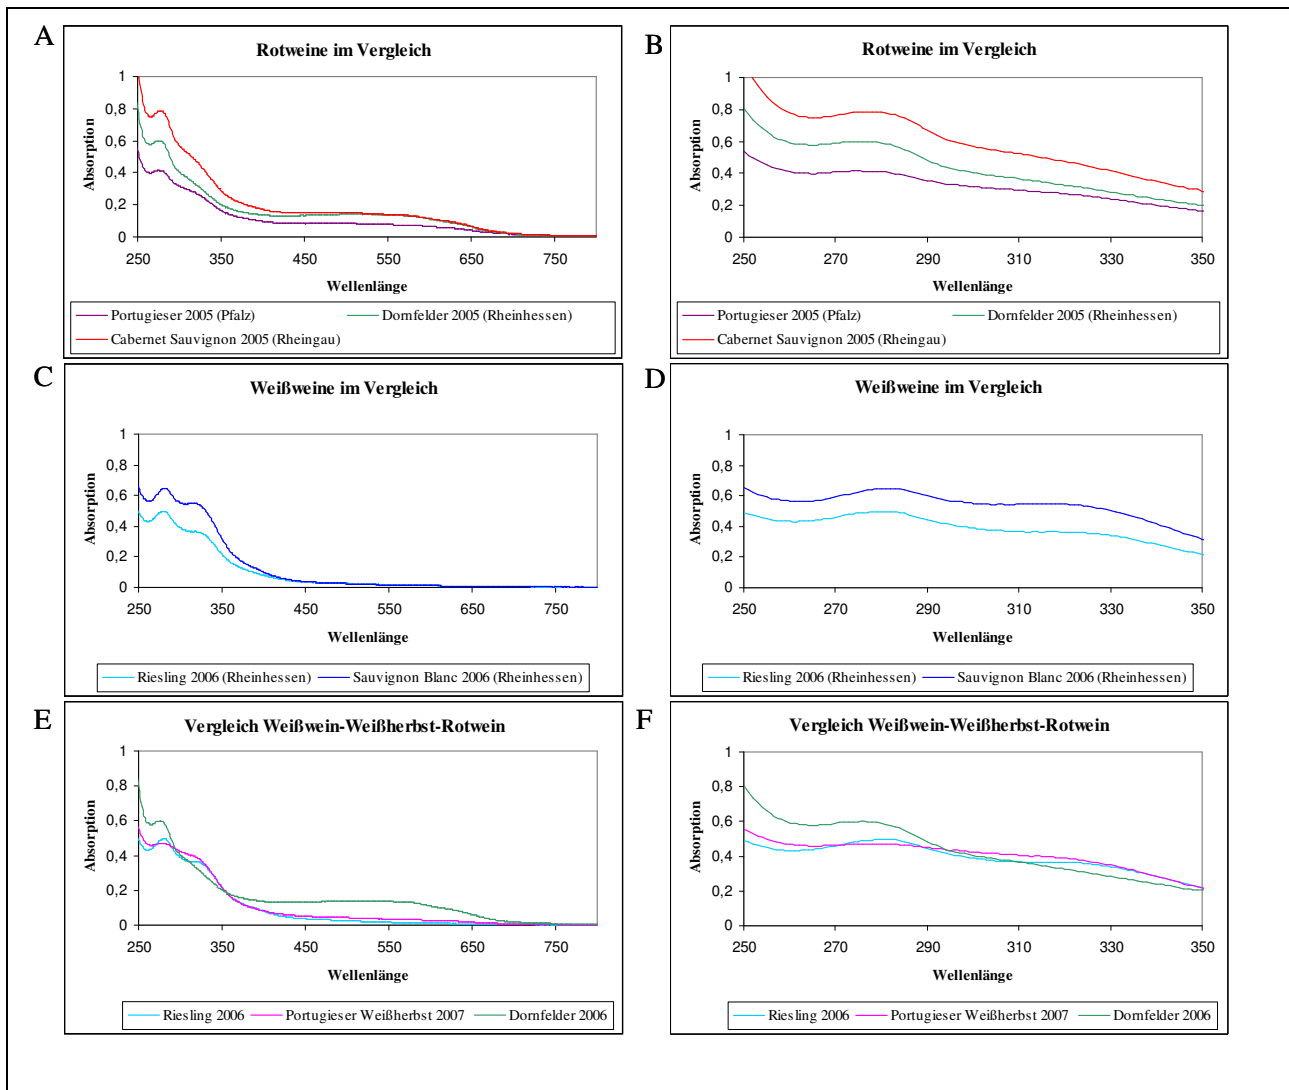 A
Rotweine im Vergleich
1
0,8
0,6
0,4
0,2
0
Absorption
250 350 450 550 650 750
Wellenlänge
Portugieser 2005 (Pfalz) Dornfelder 2005 (Rheinhessen)
Cabernet Sauvignon 2005 (Rheingau)
B
Rotweine im Vergleich
1
0,8
0,6
0,4
0,2
0
Absorption
250 270 290 310 330 350
Wellenlänge
Portugieser 2005 (Pfalz) Dornfelder 2005 (Rheinhessen)
Cabernet Sauvignon 2005 (Rheingau)
C
Weißweine im Vergleich
1
0,8
0,6
0,4
0,2
0
Absorption
250 350 450 550 650 750
Wellenlänge
Riesling 2006 (Rheinhessen) Sauvignon Blanc 2006 (Rheinhessen)
D
Weißweine im Vergleich
1
0,8
0,6
0,4
0,2
0
Absorption
250 270 290 310 330 350
Wellenlänge
Riesling 2006 (Rheinhessen) Sauvignon Blanc 2006 (Rheinhessen)
E
Vergleich Weißwein-Weißherbst-Rotwein
1
0,8
0,6
0,4
0,2
0
Absorption
250 350 450 550 650 750
Wellenlänge
Riesling 2006 Portugieser Weißherbst 2007 Dornfelder 2006
F
Vergleich Weißwein-Weißherbst-Rotwein
1
0,8
0,6
0,4
0,2
0
Absorption
250 270 290 310 330 350
Wellenlänge
Riesling 2006 Portugieser Weißherbst 2007 Dornfelder 2006